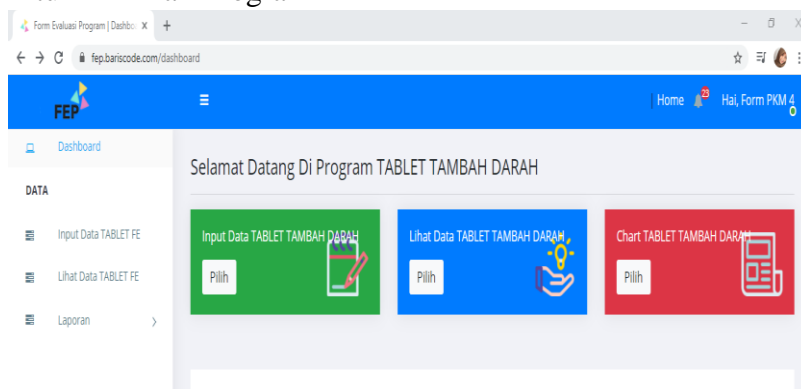 Form Evaluasi Program | Dashbo
fep.bariscode.com/dashboard
FEP
Home 25 Hai, Form PKM 4
Dashboard
Selamat Datang Di Program TABLET TAMBAH DARAH
DATA
Input Data TABLET FE
Lihat Data TABLET FE
Laporan
Input Data TABLET TAMBAH DARAH
Pilih
Lihat Data TABLET TAMBAH DARAH
Pilih
Chart TABLET TAMBAH DARAH
Pilih